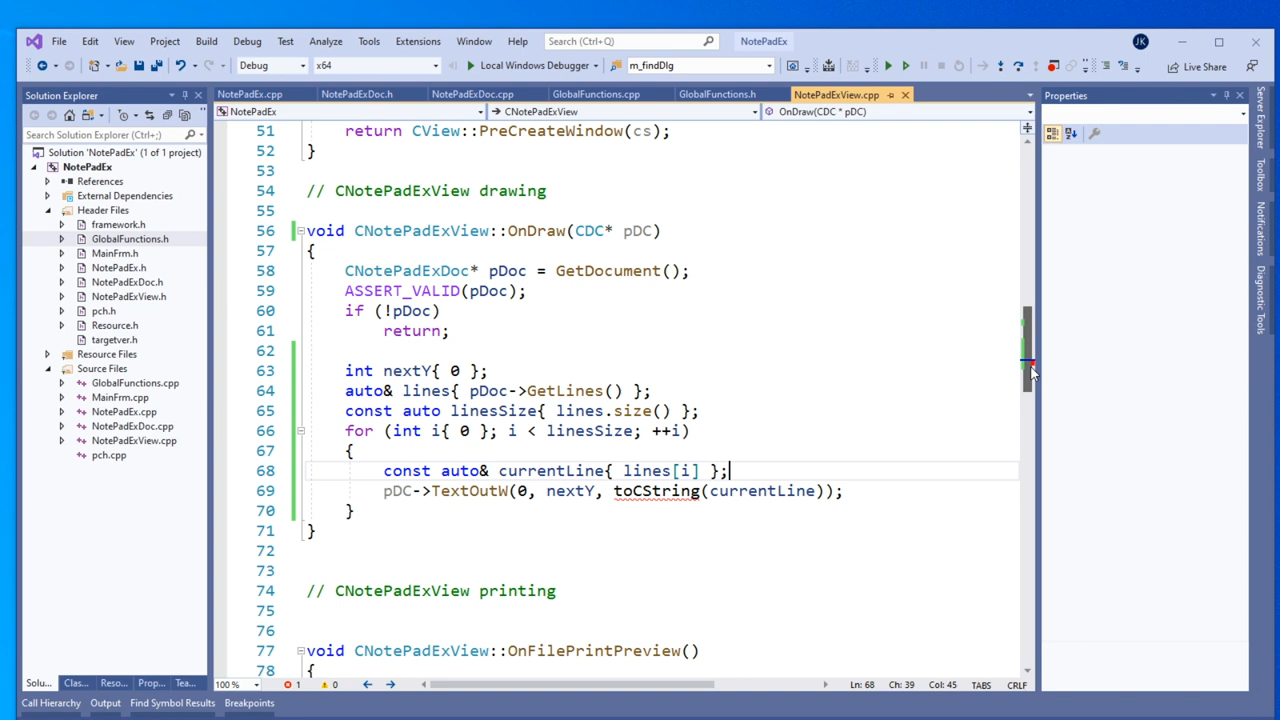 File Edit View Project Build Debug Test Analyze Tools Extensions Window Help Search (Ctrl+Q) NotePadEx JK
Debug x64 Local Windows Debugger m_findDlg Live Share
Solution Explorer
NotePadEx.cpp NotePadExDoc.h NotePadExDoc.cpp GlobalFunctions.cpp GlobalFunctions.h NotePadExView.cpp
Properties
NotePadEx CNotePadExView OnDraw(CDC* pDC)
Search Solution Explorer (Ctrl+;)
Solution 'NotePadEx' (1 of 1 project)
NotePadEx
References
External Dependencies
Header Files
framework.h
GlobalFunctions.h
MainFrm.h
NotePadEx.h
NotePadExDoc.h
NotePadExView.h
pch.h
Resource.h
targetver.h
Resource Files
Source Files
GlobalFunctions.cpp
MainFrm.cpp
NotePadEx.cpp
NotePadExDoc.cpp
NotePadExView.cpp
pch.cpp
51 return CView::PreCreateWindow(cs);
52 }
53
54 // CNotePadExView drawing
55
56 void CNotePadExView::OnDraw(CDC* pDC)
57 {
58 CNotePadExDoc* pDoc = GetDocument();
59 ASSERT_VALID(pDoc);
60 if (!pDoc)
61 return;
62
63 int nextY{ 0 };
64 auto& lines{ pDoc->GetLines() };
65 const auto linesSize{ lines.size() };
66 for (int i{ 0 }; i < linesSize; ++i)
67 {
68 const auto& currentLine{ lines[i] };
69 pDC->TextOutW(0, nextY, toCString(currentLine));
70 }
71 }
72
73
74 // CNotePadExView printing
75
76
77 void CNotePadExView::OnFilePrintPreview()
78 {
Server Explorer
Toolbox
Notifications
Diagnostic Tools
Solu... Clas... Reso... Prop... Tea...
100 % 1 0 Ln: 68 Ch: 39 Col: 45 TABS CRLF
Call Hierarchy Output Find Symbol Results Breakpoints